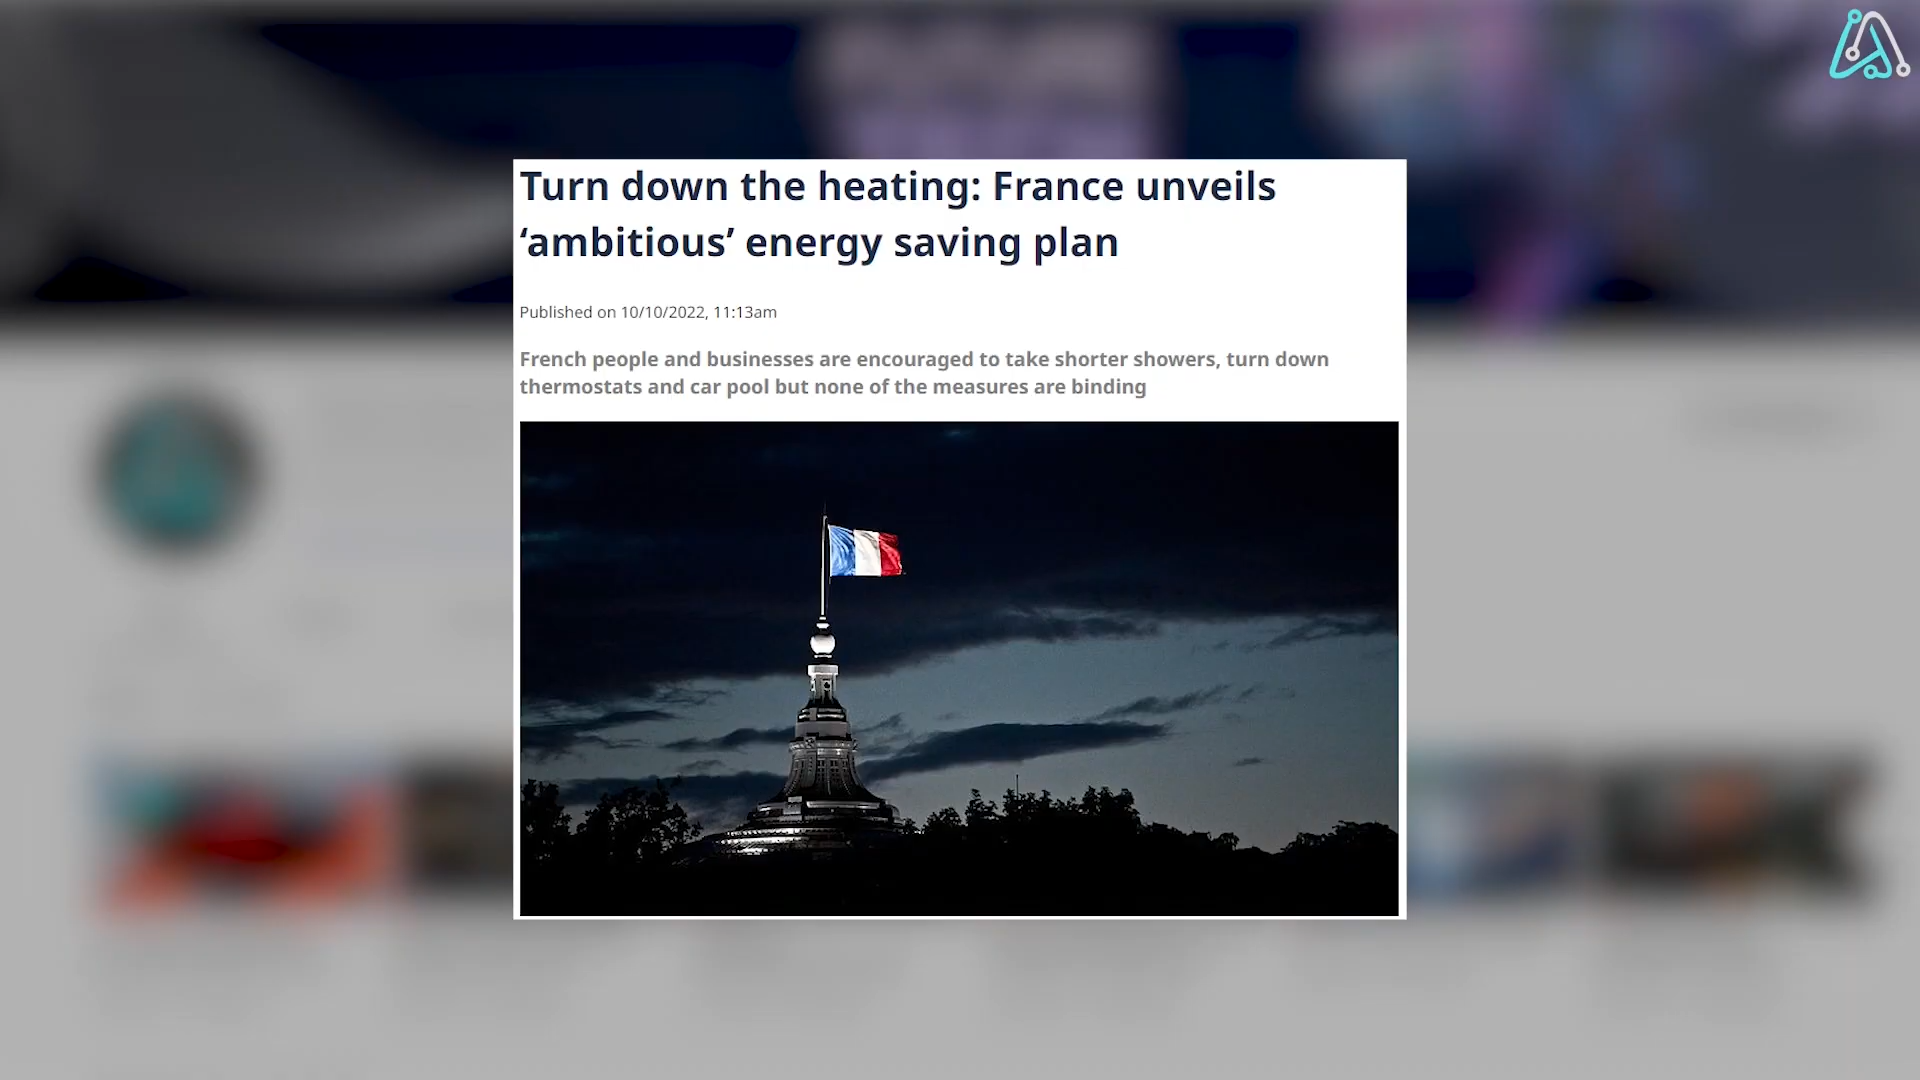 Turn down the heating: France unveils
‘ambitious’ energy saving plan
Published on 10/10/2022, 11:13am
French people and businesses are encouraged to take shorter showers, turn down
thermostats and car pool but none of the measures are binding